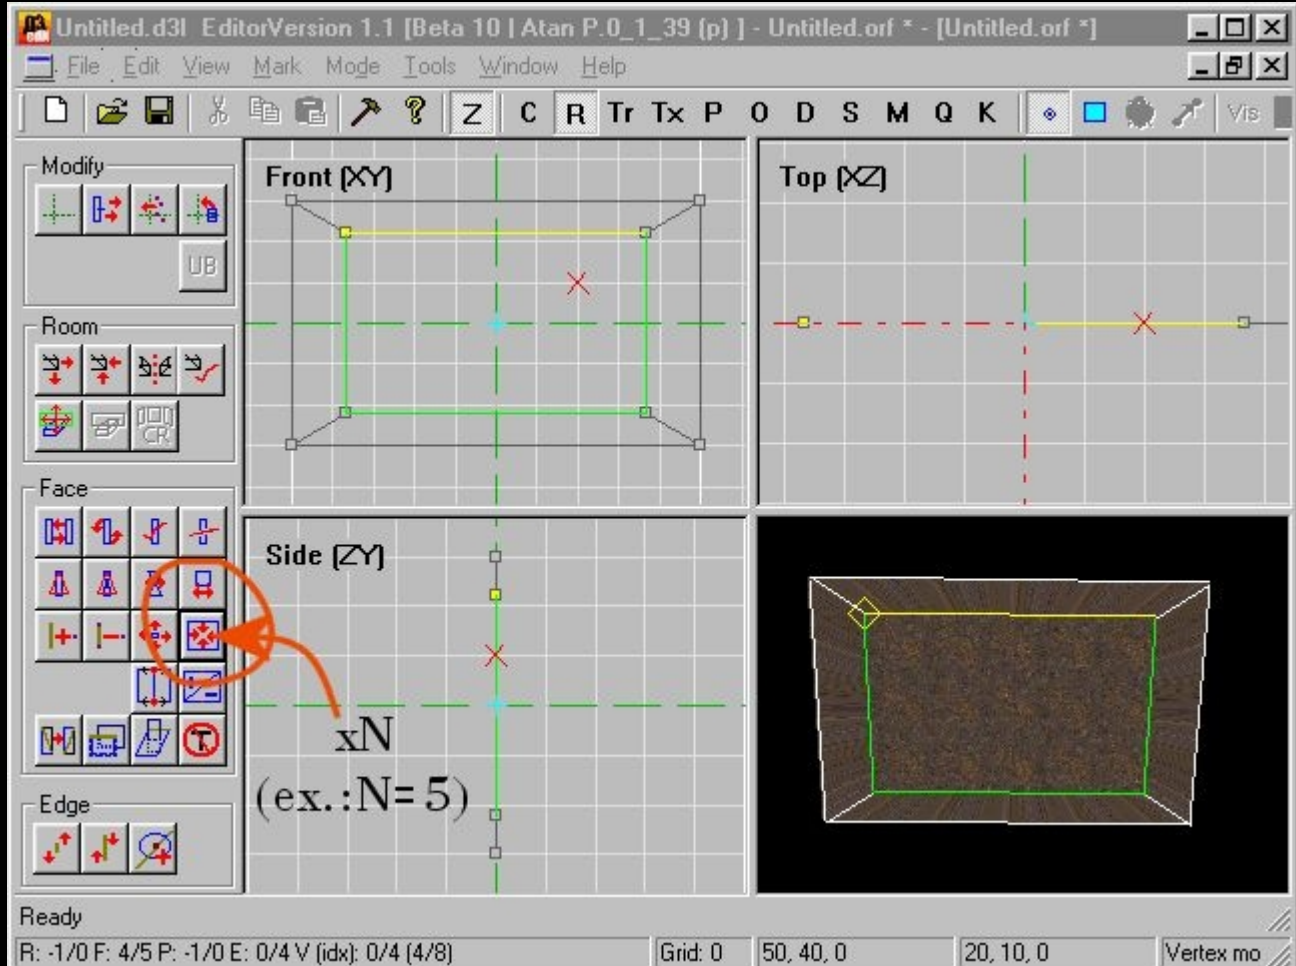 Untitled.d3l EditorVersion 1.1 [Beta 10 | Atan P.0_1_39 (p) ] - Untitled.orf * - [Untitled.orf *]
File Edit View Mark Mode Tools Window Help
Z C R Tr Tx P O D S M Q K Vis
Modify
UB
Room
CR
Face
Edge
Front (XY)
Top (XZ)
Side (ZY)
xN
(ex.:N=5)
Ready
R: -1/0 F: 4/5 P: -1/0 E: 0/4 V (idx): 0/4 (4/8) Grid: 0 50, 40, 0 20, 10, 0 Vertex mo